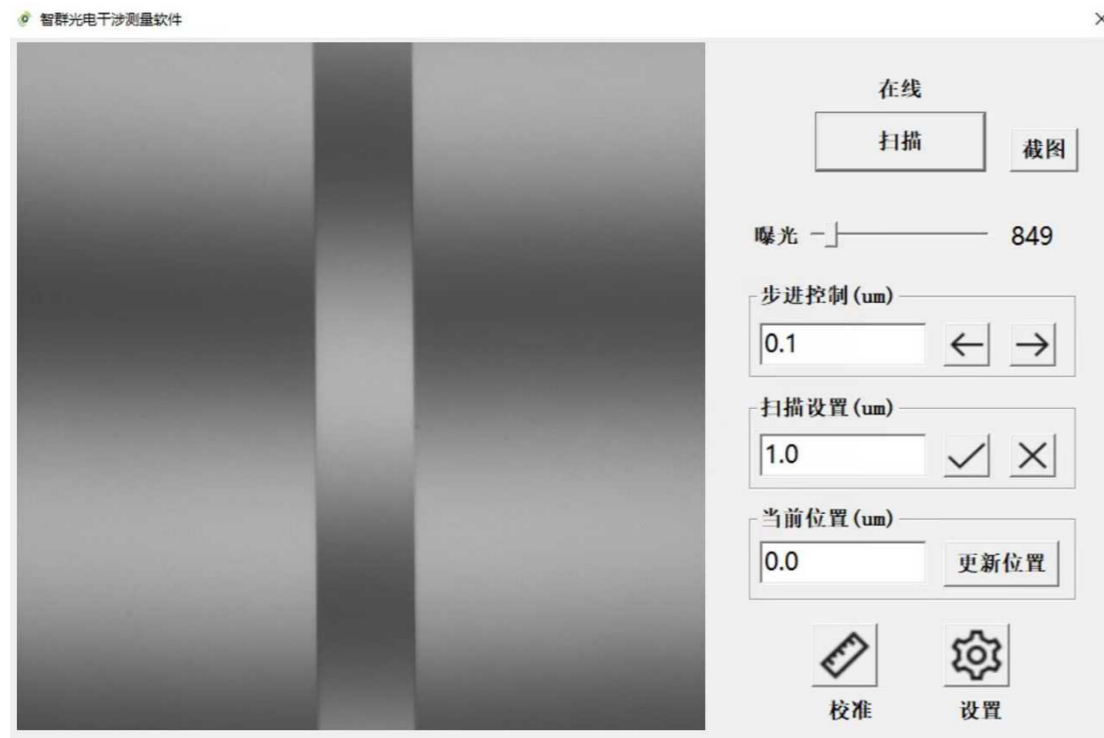 智群光电干涉测量软件
在线
扫描
截图
曝光 849
步进控制(um)
0.1
扫描设置(um)
1.0
当前位置(um)
0.0 更新位置
校准 设置